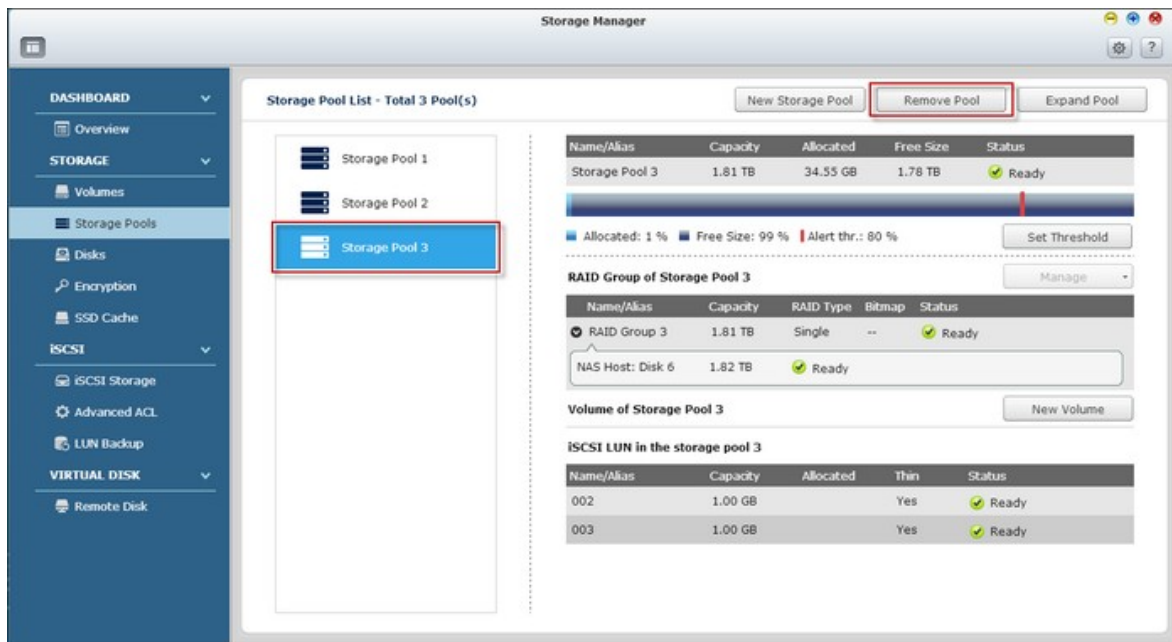 Storage Manager
?
DASHBOARD
Overview
STORAGE
Volumes
Storage Pools
Disks
Encryption
SSD Cache
iSCSI
iSCSI Storage
Advanced ACL
LUN Backup
VIRTUAL DISK
Remote Disk
Storage Pool List - Total 3 Pool(s)
New Storage Pool
Remove Pool
Expand Pool
Storage Pool 1
Storage Pool 2
Storage Pool 3
Name/Alias Capacity Allocated Free Size Status
Storage Pool 3 1.81 TB 34.55 GB 1.78 TB Ready
Allocated: 1 % Free Size: 99 % Alert thr.: 80 %
Set Threshold
RAID Group of Storage Pool 3
Manage
Name/Alias Capacity RAID Type Bitmap Status
RAID Group 3 1.81 TB Single -- Ready
NAS Host: Disk 6 1.82 TB Ready
Volume of Storage Pool 3
New Volume
iSCSI LUN in the storage pool 3
Name/Alias Capacity Allocated Thin Status
002 1.00 GB Yes Ready
003 1.00 GB Yes Ready